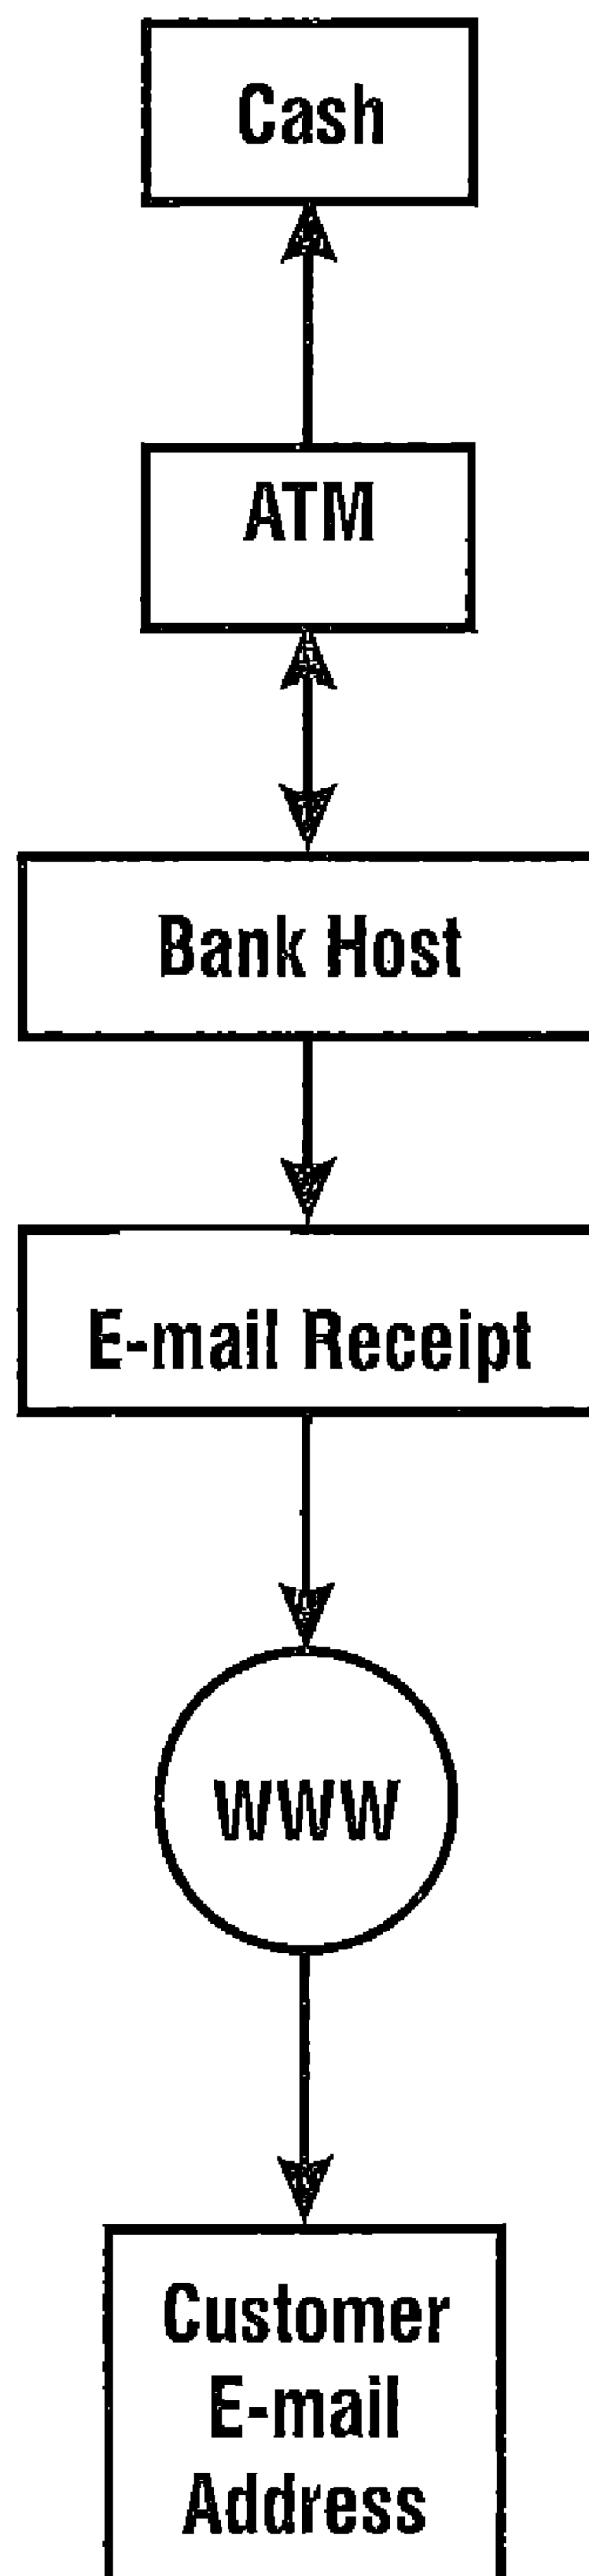 Cash
ATM
Bank Host
E-mail Receipt
WWW
Customer
E-mail
Address